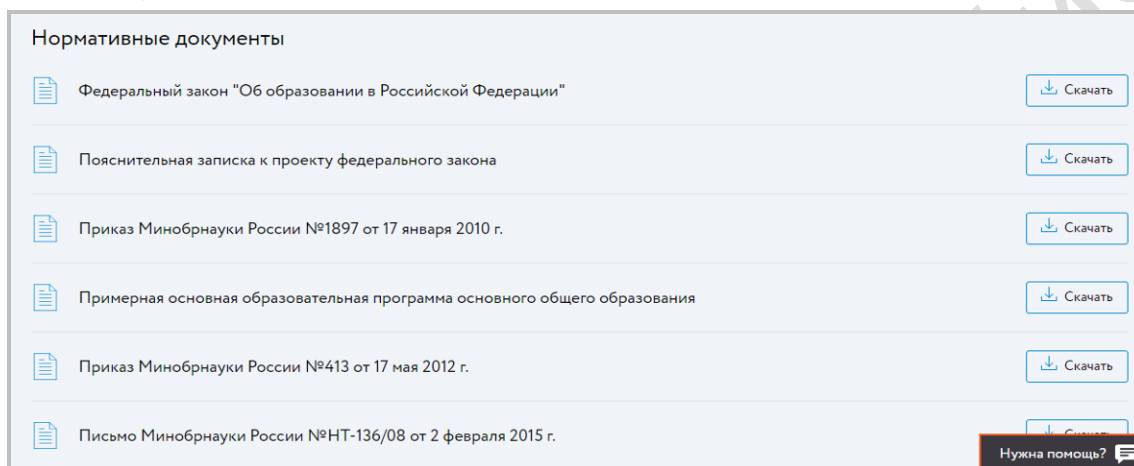 Нормативные документы
Федеральный закон "Об образовании в Российской Федерации" Скачать
Пояснительная записка к проекту федерального закона Скачать
Приказ Минобрнауки России №1897 от 17 января 2010 г. Скачать
Примерная основная образовательная программа основного общего образования Скачать
Приказ Минобрнауки России №413 от 17 мая 2012 г. Скачать
Письмо Минобрнауки России №НТ-136/08 от 2 февраля 2015 г.
Нужна помощь?